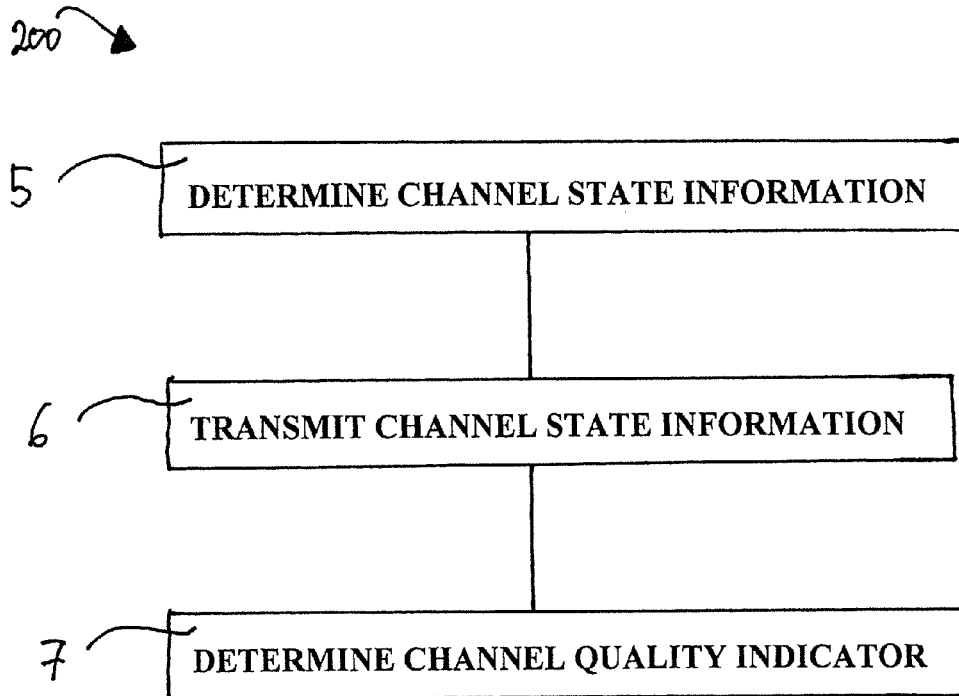 200
5
DETERMINE CHANNEL STATE INFORMATION
6
TRANSMIT CHANNEL STATE INFORMATION
7
DETERMINE CHANNEL QUALITY INDICATOR